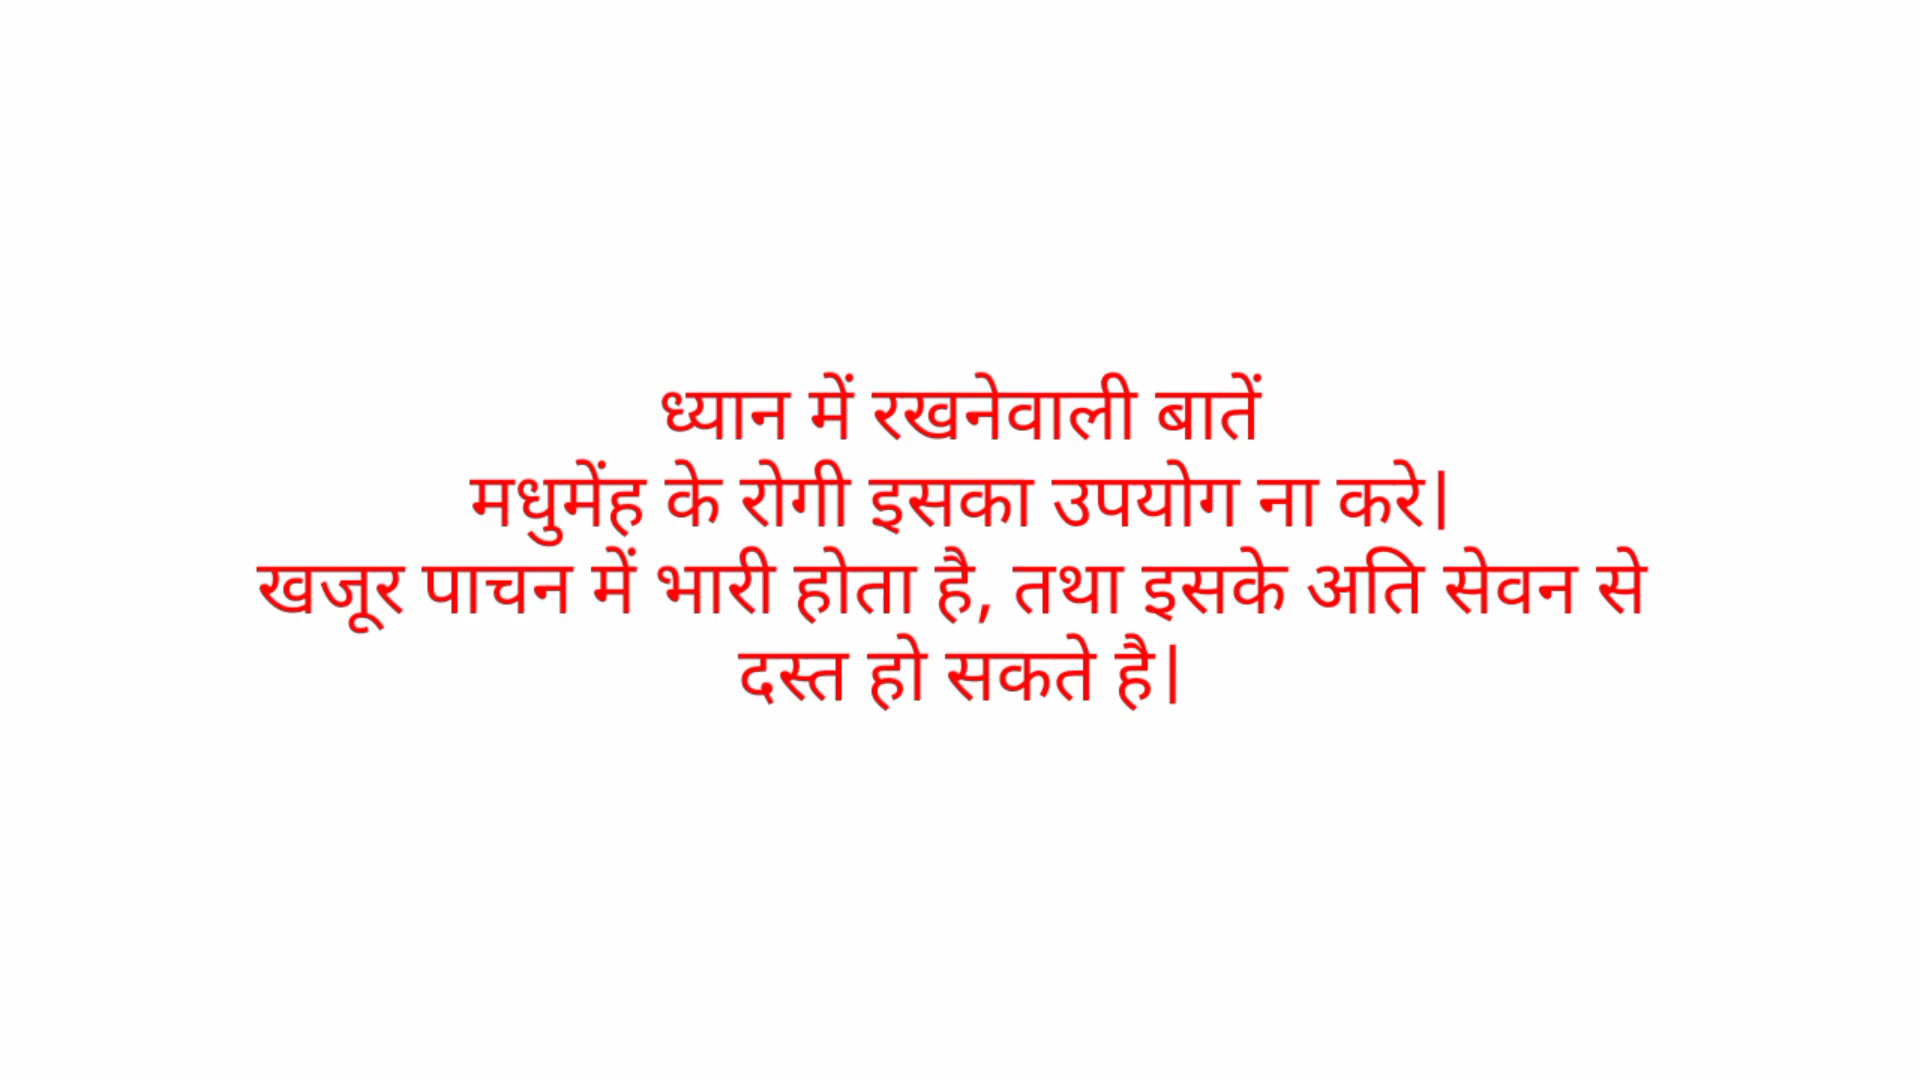 ध्यान में रखनेवाली बातें
मधुमेंह के रोगी इसका उपयोग ना करे।
खजूर पाचन में भारी होता है, तथा इसके अति सेवन से
दस्त हो सकते है।